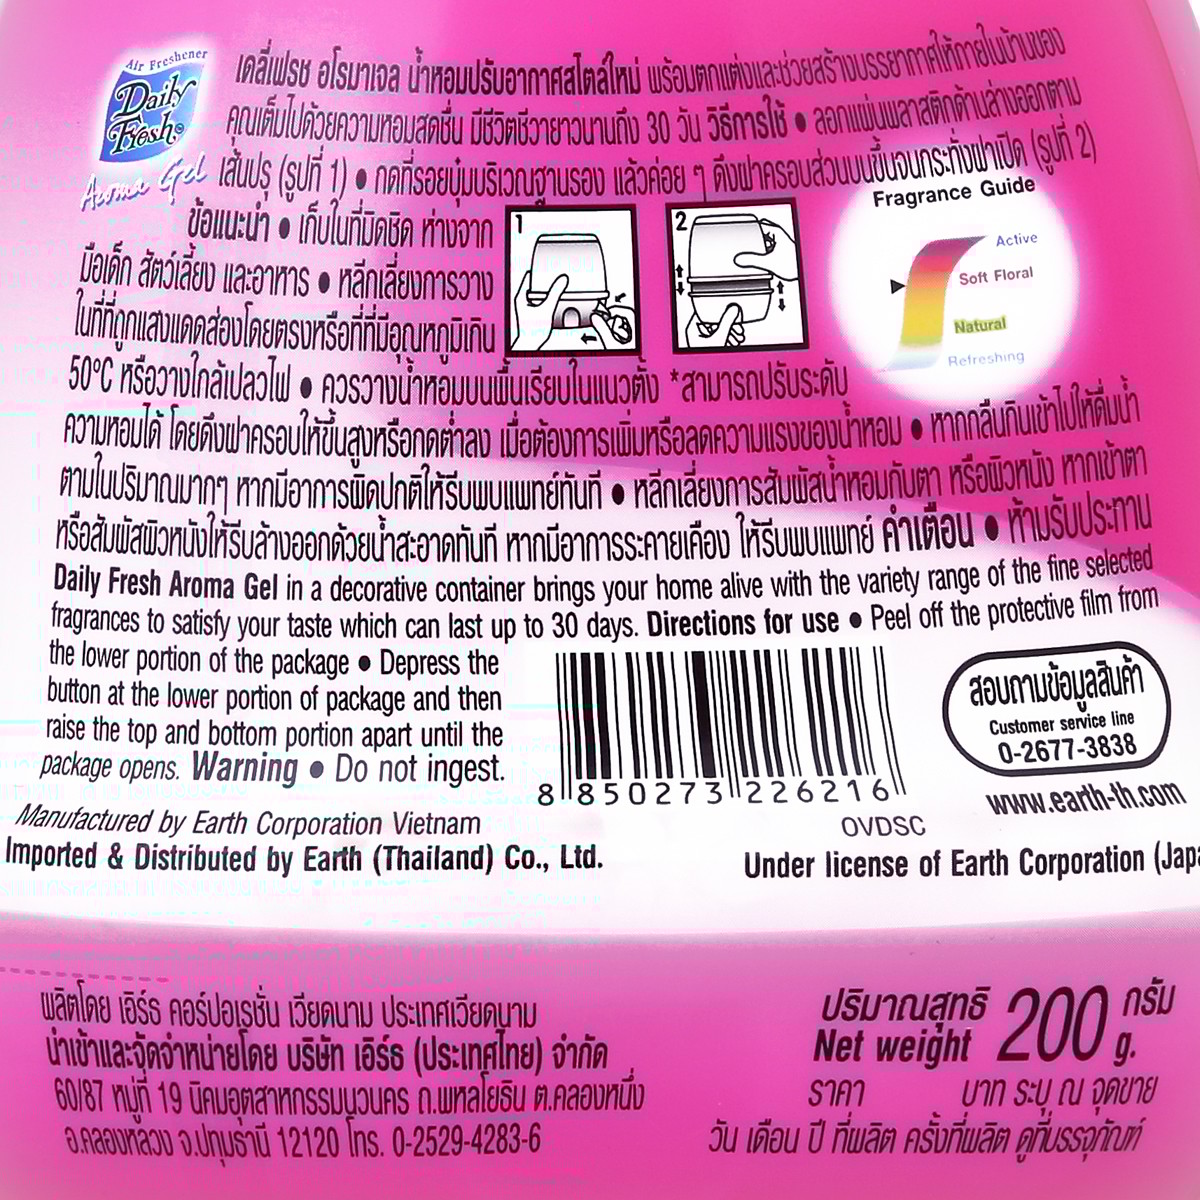 Air Freshener
Daily
Fresh
Aroma Gel
เดลี่เฟรช อโรมาเจล น้ำหอมปรับอากาศสไตล์ใหม่ พร้อมตกแต่งและช่วยสร้างบรรยากาศให้ภายในบ้านของ
คุณเต็มไปด้วยความหอมสดชื่น มีชีวิตชีวายาวนานถึง 30 วัน วิธีการใช้ ● ลอกแผ่นพลาสติกด้านล่างออกตาม
เส้นปรุ (รูปที่ 1) ● กดที่รอยปุ่มบริเวณฐานรอง แล้วค่อย ๆ ดึงฝาครอบส่วนบนขึ้นจนกระทั่งฝาเปิด (รูปที่ 2)
ข้อแนะนำ ● เก็บในที่มิดชิด ห่างจาก
มือเด็ก สัตว์เลี้ยง และอาหาร ● หลีกเลี่ยงการวาง
ในที่ที่ถูกแสงแดดส่องโดยตรงหรือที่ที่มีอุณหภูมิเกิน
50°C หรือวางใกล้เปลวไฟ ● ควรวางน้ำหอมบนพื้นเรียบในแนวตั้ง *สามารถปรับระดับ
1
2
Fragrance Guide
Active
Soft Floral
Natural
Refreshing
ความหอมได้ โดยดึงฝาครอบให้ขึ้นสูงหรือกดต่ำลง เมื่อต้องการเพิ่มหรือลดความแรงของน้ำหอม ● หากกลืนกินเข้าไปให้ดื่มน้ำ
ตามในปริมาณมากๆ หากมีอาการผิดปกติให้รีบพบแพทย์ทันที ● หลีกเลี่ยงการสัมผัสน้ำหอมกับตา หรือผิวหนัง หากเข้าตา
หรือสัมผัสผิวหนังให้รีบล้างออกด้วยน้ำสะอาดทันที หากมีอาการระคายเคือง ให้รีบพบแพทย์ คำเตือน ● ห้ามรับประทาน
Daily Fresh Aroma Gel in a decorative container brings your home alive with the variety range of the fine selected
fragrances to satisfy your taste which can last up to 30 days. Directions for use ● Peel off the protective film from
the lower portion of the package ● Depress the
button at the lower portion of package and then
raise the top and bottom portion apart until the
package opens. Warning ● Do not ingest.
8 850273 226216
OVDSC
สอบถามข้อมูลสินค้า
Customer service line
0-2677-3838
www.earth-th.com
Manufactured by Earth Corporation Vietnam
Imported & Distributed by Earth (Thailand) Co., Ltd.
Under license of Earth Corporation (Japa
ผลิตโดย เอิร์ธ คอร์ปอเรชั่น เวียดนาม ประเทศเวียดนาม
นำเข้าและจัดจำหน่ายโดย บริษัท เอิร์ธ (ประเทศไทย) จำกัด
60/87 หมู่ที่ 19 นิคมอุตสาหกรรมนวนคร ถ.พหลโยธิน ต.คลองหนึ่ง
อ.คลองหลวง จ.ปทุมธานี 12120 โทร. 0-2529-4283-6
ปริมาณสุทธิ 200 กรัม
Net weight g.
ราคา บาท ระบุ ณ จุดขาย
วัน เดือน ปี ที่ผลิต ครั้งที่ผลิต ดูที่บรรจุภัณฑ์